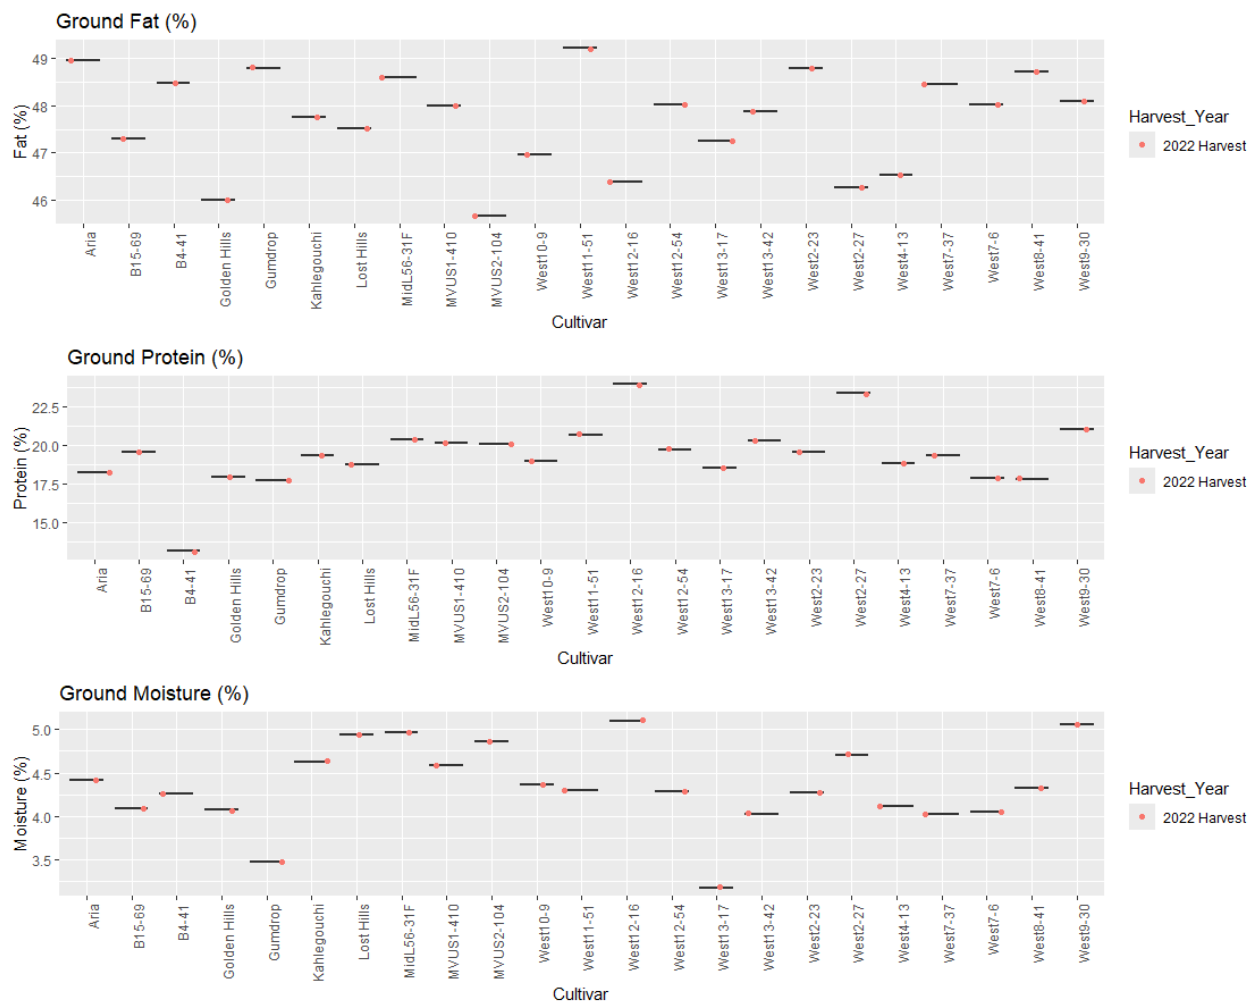 Ground Fat (%)
Fat (%)
49
48
47
46
Aria
B15-69
B4-41
Golden Hills
Gumdrop
Kahlegouchi
Lost Hills
MidL56-31F
MVUS1-410
MVUS2-104
West10-9
West11-51
West12-16
West12-54
West13-17
West13-42
West2-23
West2-27
West4-13
West7-37
West7-6
West8-41
West9-30
Cultivar
Harvest_Year
2022 Harvest
Ground Protein (%)
Protein (%)
22.5
20.0
17.5
15.0
Aria
B15-69
B4-41
Golden Hills
Gumdrop
Kahlegouchi
Lost Hills
MidL56-31F
MVUS1-410
MVUS2-104
West10-9
West11-51
West12-16
West12-54
West13-17
West13-42
West2-23
West2-27
West4-13
West7-37
West7-6
West8-41
West9-30
Cultivar
Harvest_Year
2022 Harvest
Ground Moisture (%)
Moisture (%)
5.0
4.5
4.0
3.5
Aria
B15-69
B4-41
Golden Hills
Gumdrop
Kahlegouchi
Lost Hills
MidL56-31F
MVUS1-410
MVUS2-104
West10-9
West11-51
West12-16
West12-54
West13-17
West13-42
West2-23
West2-27
West4-13
West7-37
West7-6
West8-41
West9-30
Cultivar
Harvest_Year
2022 Harvest